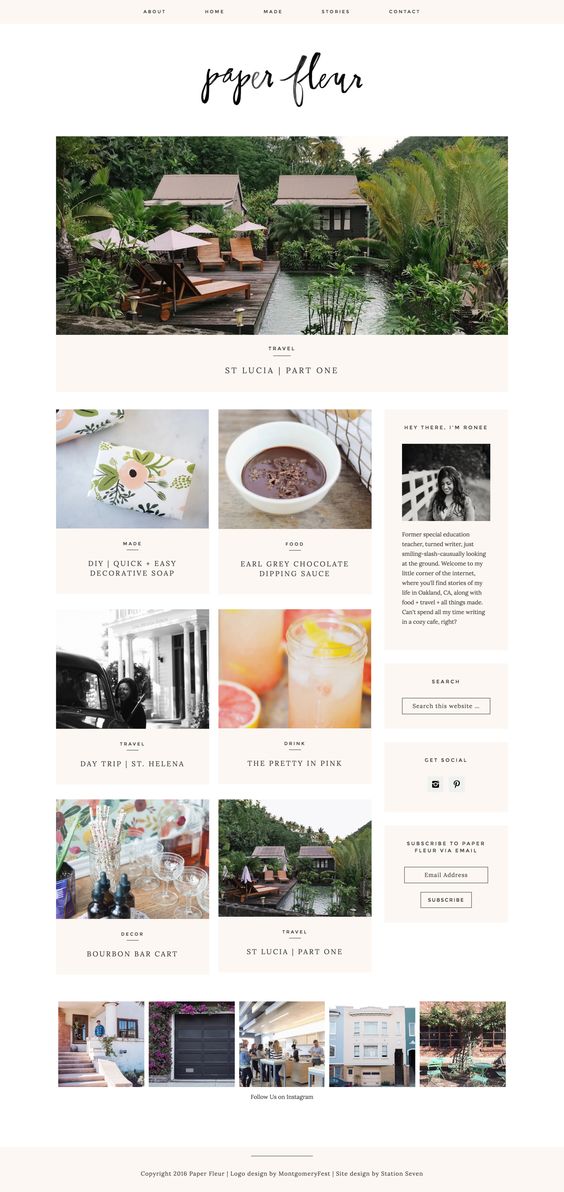 ABOUT HOME MADE STORIES CONTACT
paper fleur
TRAVEL
ST LUCIA | PART ONE
MADE
DIY | QUICK + EASY
DECORATIVE SOAP
FOOD
EARL GREY CHOCOLATE
DIPPING SAUCE
TRAVEL
DAY TRIP | ST. HELENA
DRINK
THE PRETTY IN PINK
DECOR
BOURBON BAR CART
TRAVEL
ST LUCIA | PART ONE
HEY THERE, I'M RONEE
Former special education
teacher, turned writer, just
smiling-slash-causually looking
at the ground. Welcome to my
little corner of the internet,
where you'll find stories of my
life in Oakland, CA, along with
food + travel + all things made.
Can't spend all my time writing
in a cozy cafe, right?
SEARCH
Search this website ...
GET SOCIAL
SUBSCRIBE TO PAPER
FLEUR VIA EMAIL
Email Address
SUBSCRIBE
Follow Us on Instagram
Copyright 2016 Paper Fleur | Logo design by MontgomeryFest | Site design by Station Seven